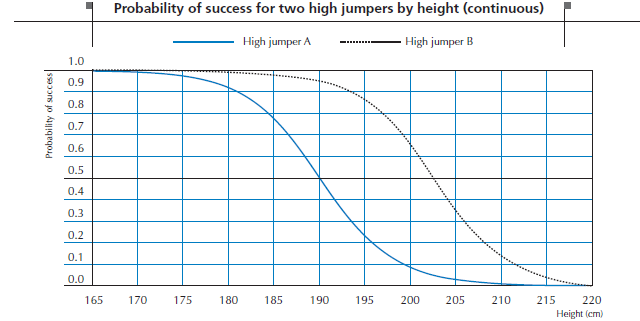 Probability of success for two high jumpers by height (continuous)
High jumper A High jumper B
Probability of success
1.0
0.9
0.8
0.7
0.6
0.5
0.4
0.3
0.2
0.1
0.0
165 170 175 180 185 190 195 200 205 210 215 220
Height (cm)